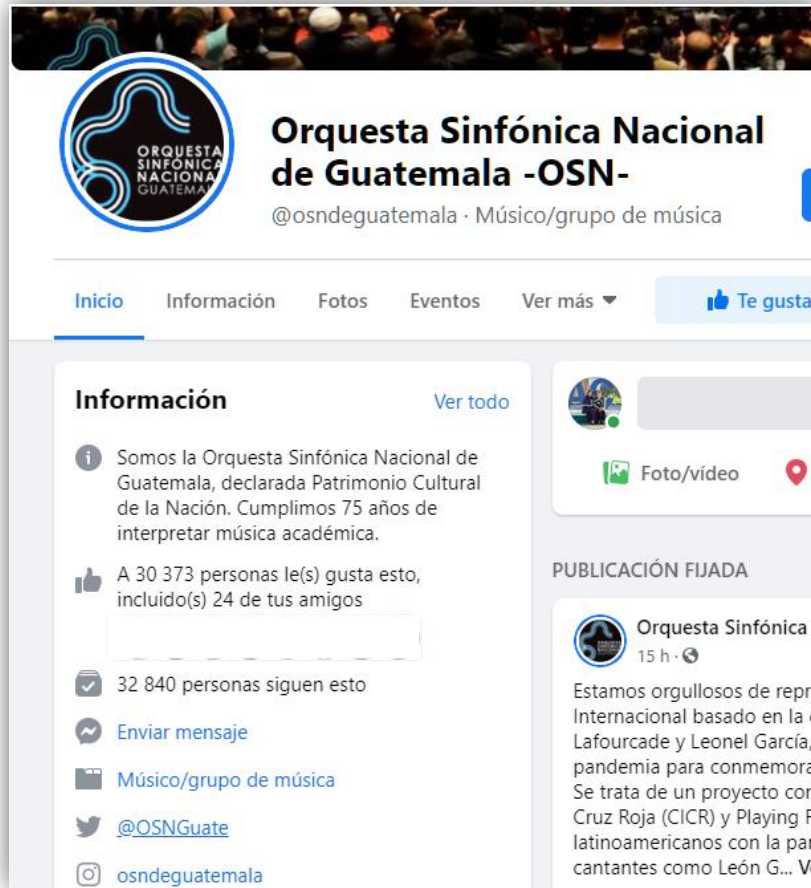 ORQUESTA
SINFÓNICA
NACIONAL
GUATEMALA
Orquesta Sinfónica Nacional
de Guatemala -OSN-
@osndeguatemala · Músico/grupo de música
Inicio Información Fotos Eventos Ver más Te gusta
Información Ver todo
Somos la Orquesta Sinfónica Nacional de
Guatemala, declarada Patrimonio Cultural
de la Nación. Cumplimos 75 años de
interpretar música académica.
A 30 373 personas le(s) gusta esto,
incluido(s) 24 de tus amigos
32 840 personas siguen esto
Enviar mensaje
Músico/grupo de música
@OSNGuate
osndeguatemala
Foto/vídeo
PUBLICACIÓN FIJADA
Orquesta Sinfónica
15 h ·
Estamos orgullosos de repr
Internacional basado en la
Lafourcade y Leonel García,
pandemia para conmemora
Se trata de un proyecto con
Cruz Roja (CICR) y Playing F
latinoamericanos con la pan
cantantes como León G... V